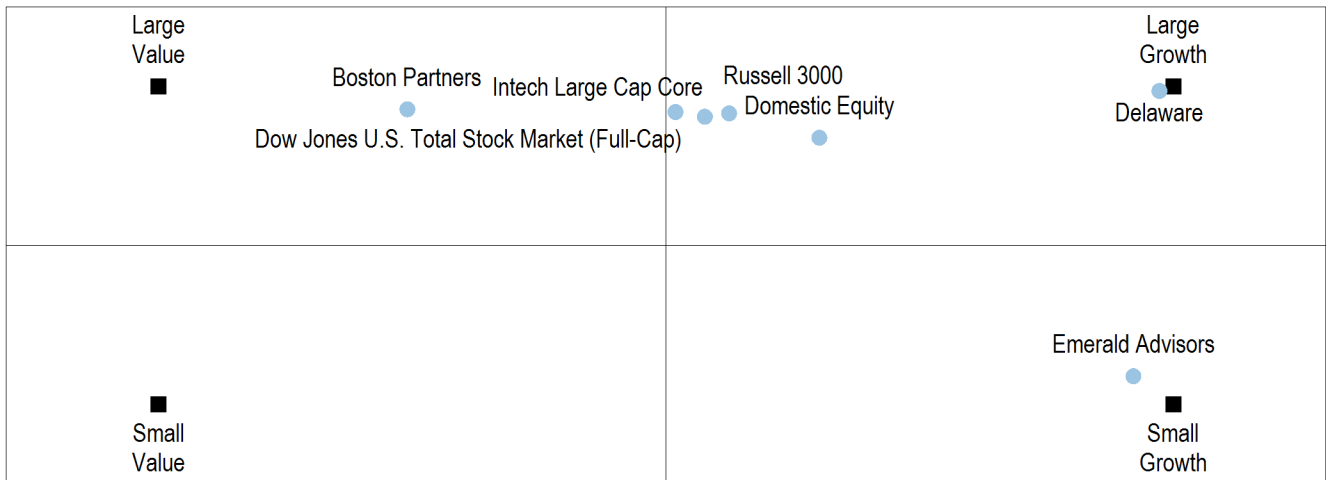 Large
Value
Large
Growth
Boston Partners
Intech Large Cap Core
Russell 3000
Domestic Equity
Delaware
Dow Jones U.S. Total Stock Market (Full-Cap)
Emerald Advisors
Small
Value
Small
Growth